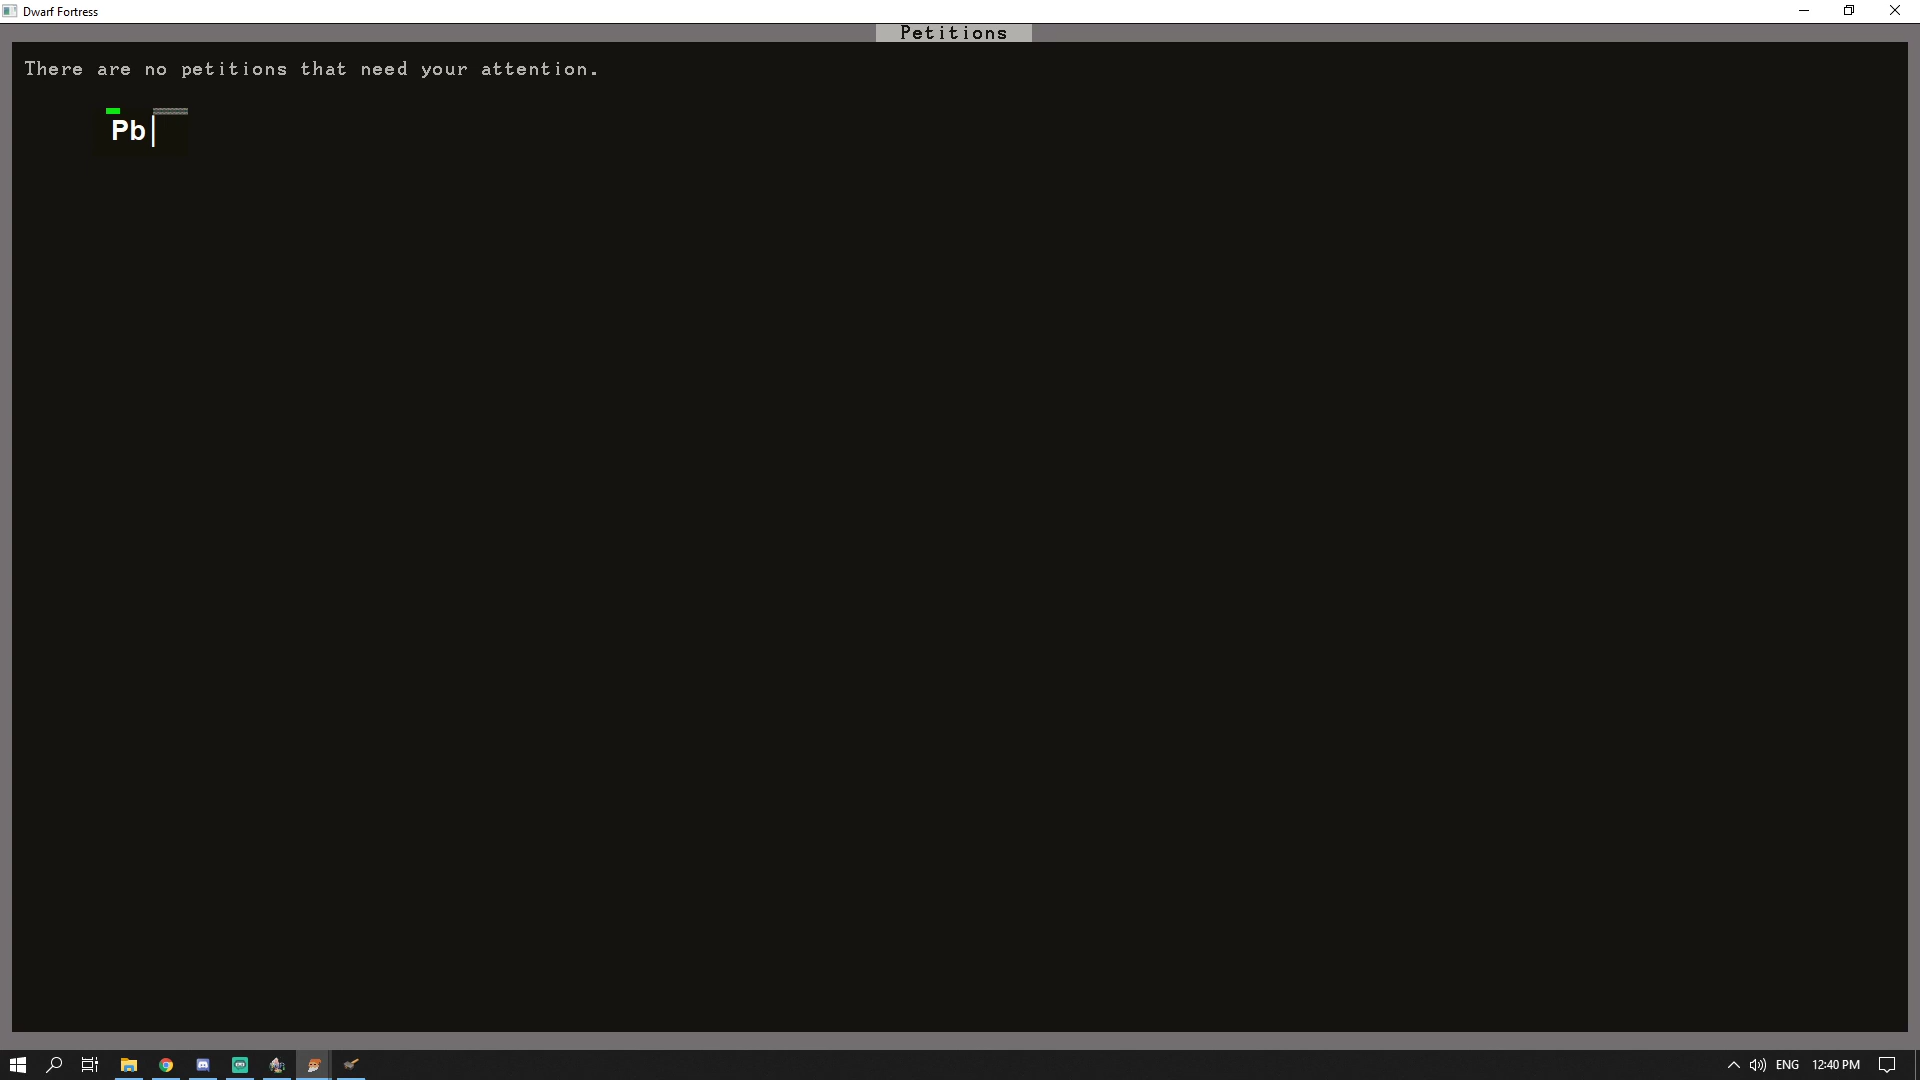 Dwarf Fortress
Petitions
There are no petitions that need your attention.
Pb
ENG 12:40 PM